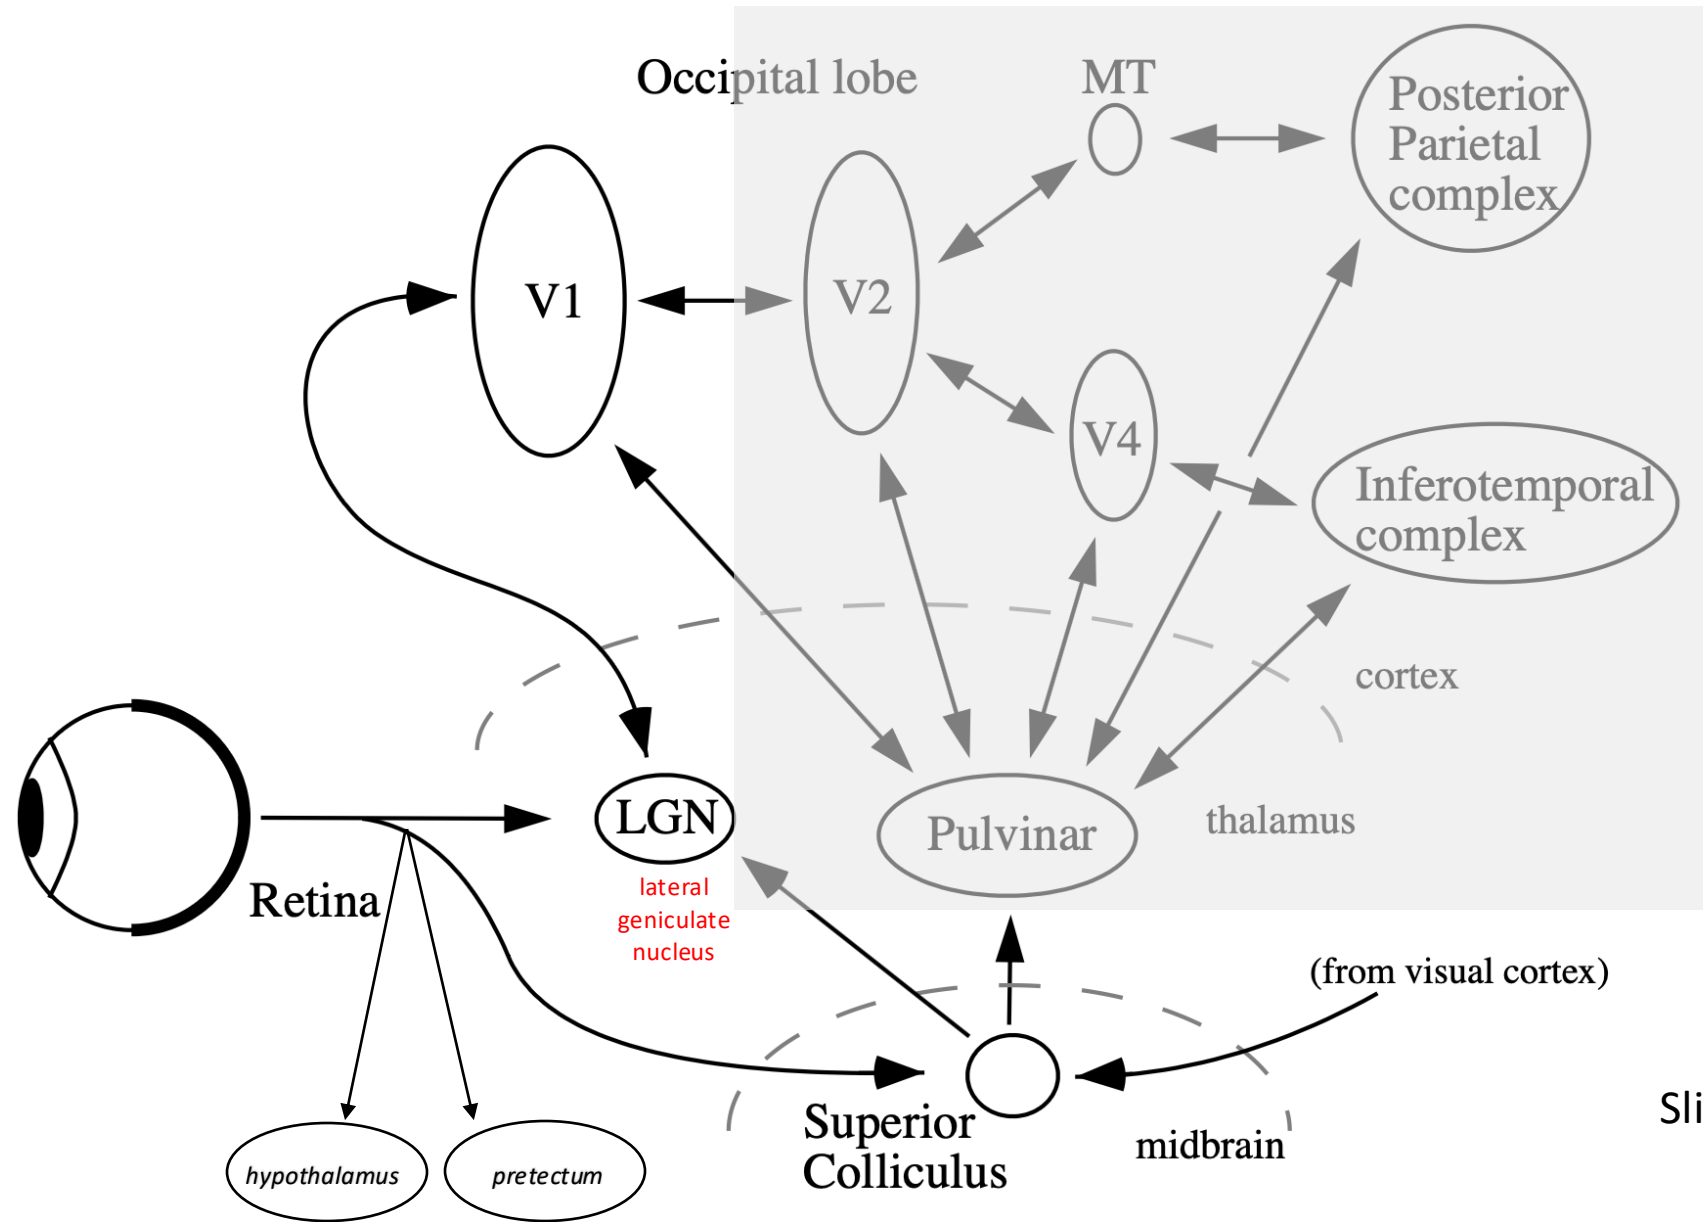 Occipital lobe
MT
Posterior
Parietal
complex
V1
V2
V4
Inferotemporal
complex
cortex
LGN
Pulvinar
thalamus
lateral
geniculate
nucleus
Retina
(from visual cortex)
Superior
Colliculus
midbrain
Sli
hypothalamus
pretectum